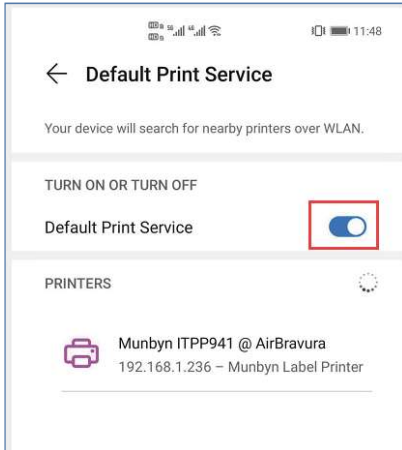 11:48
Default Print Service
Your device will search for nearby printers over WLAN.
TURN ON OR TURN OFF
Default Print Service
PRINTERS
Munbyn ITPP941 @ AirBravura
192.168.1.236 – Munbyn Label Printer